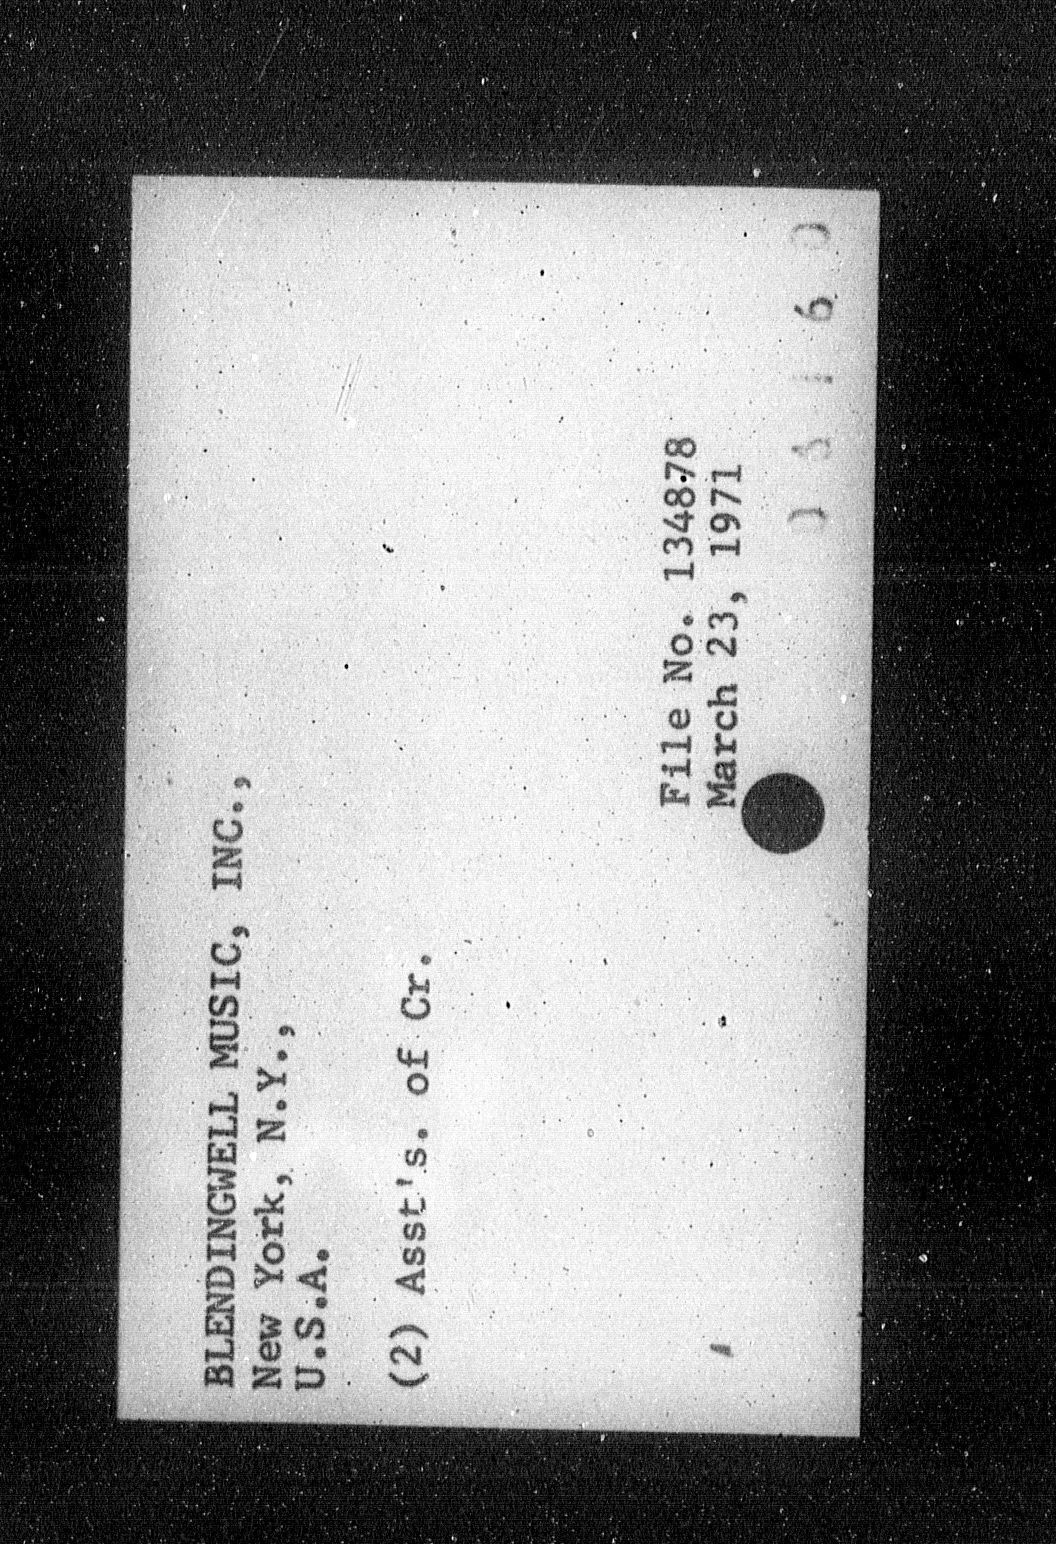 BLENDINGWELL MUSIC, INC.,
New York, N.Y.,
U.S.A.
(2) Asst's. of Cr.
File No. 134878
March 23, 1971